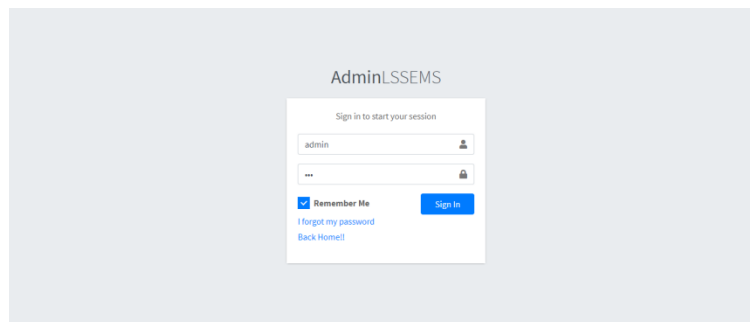 AdminLSSEMS
Sign in to start your session
admin
•••
Remember Me
Sign In
I forgot my password
Back Home!!